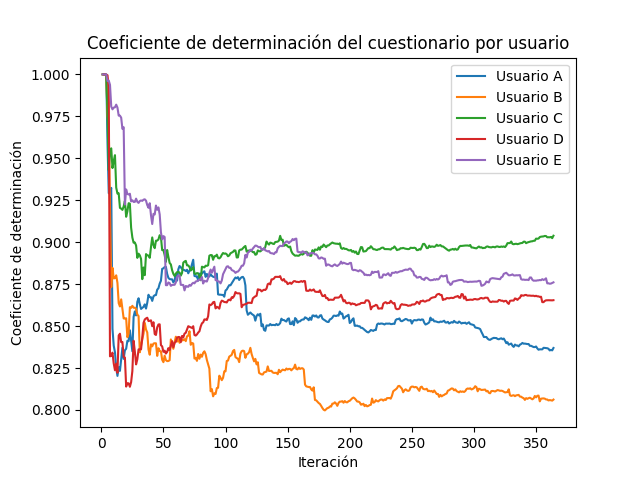 Coeficiente de determinación del cuestionario por usuario
Usuario A
Usuario B
Usuario C
Usuario D
Usuario E
Coeficiente de determinación
1.000
0.975
0.950
0.925
0.900
0.875
0.850
0.825
0.800
0 50 100 150 200 250 300 350
Iteración